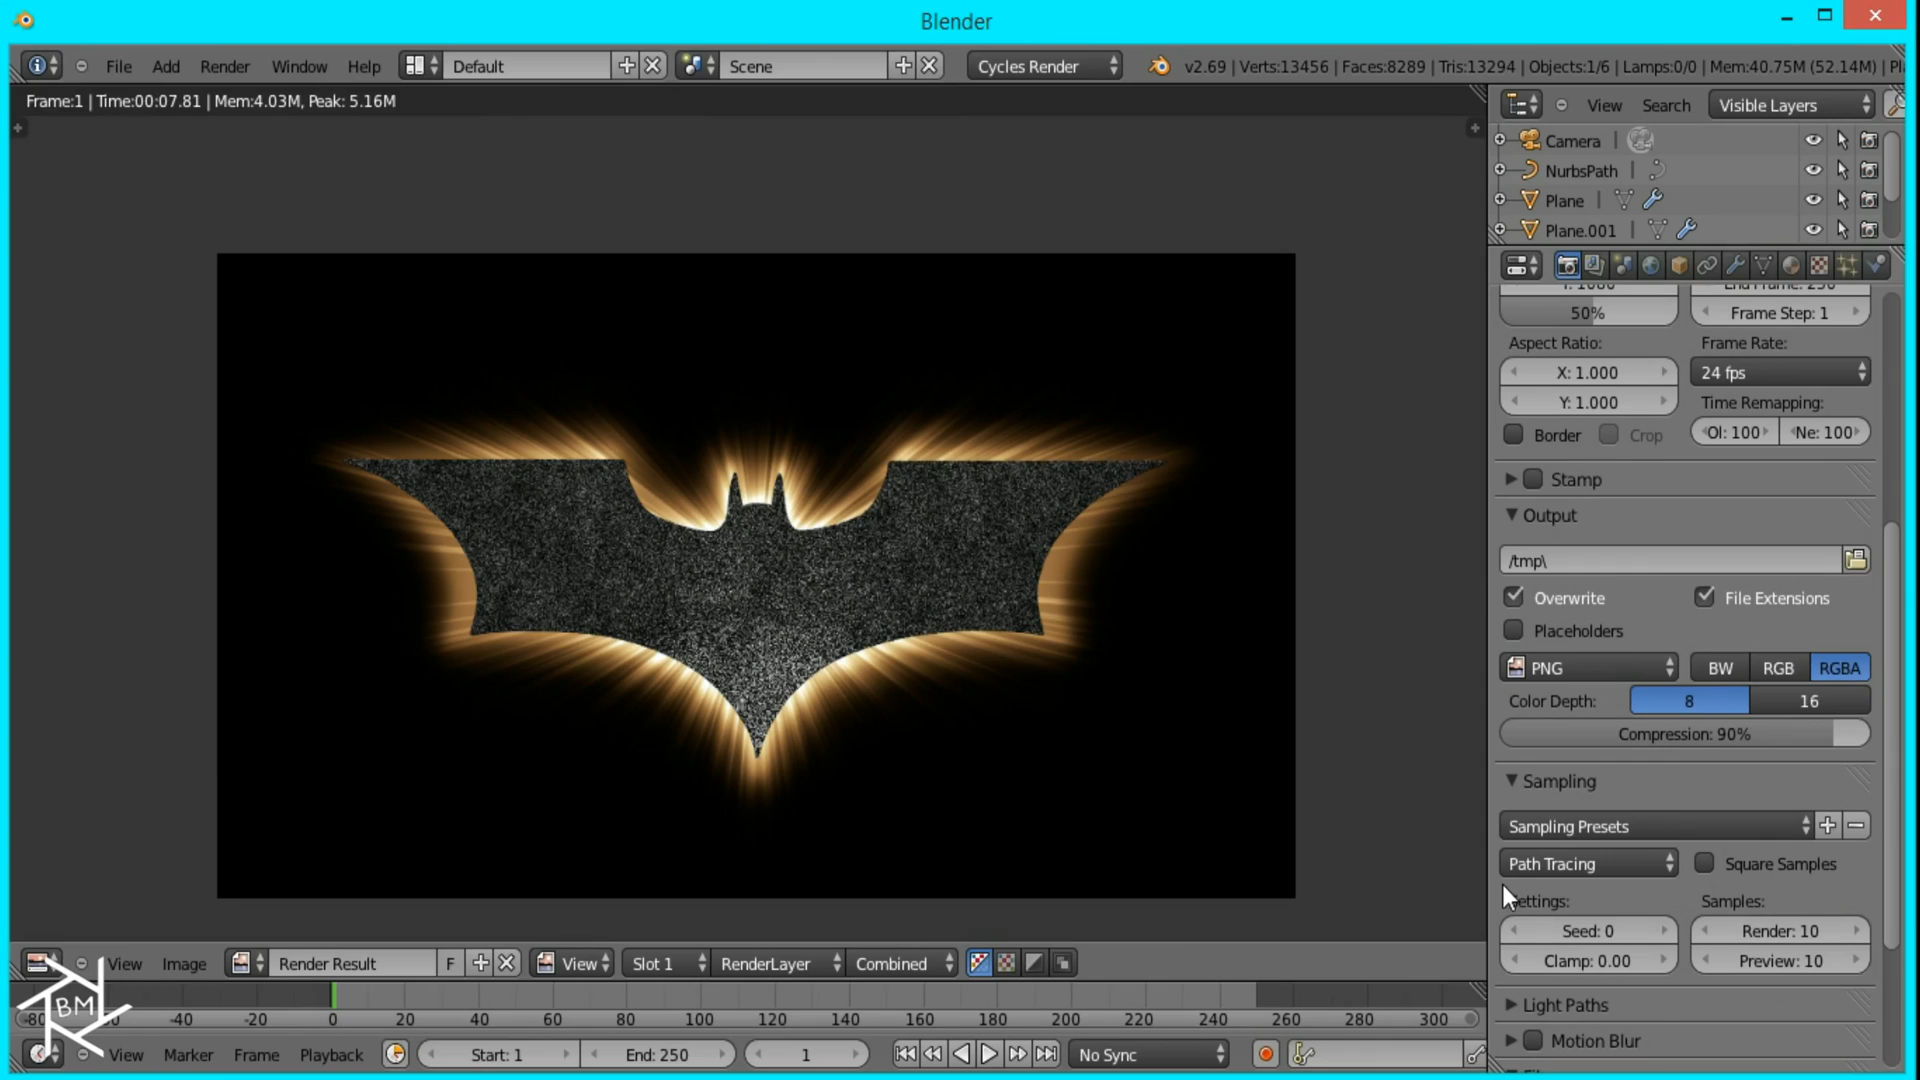 Blender
File Add Render Window Help Default Scene Cycles Render v2.69 | Verts:13456 | Faces:8289 | Tris:13294 | Objects:1/6 | Lamps:0/0 | Mem:40.75M (52.14M) |
Frame:1 | Time:00:07.81 | Mem:4.03M, Peak: 5.16M
View Search Visible Layers
Camera
NurbsPath
Plane
Plane.001
50% Frame Step: 1
Aspect Ratio: Frame Rate:
X: 1.000 24 fps
Y: 1.000 Time Remapping:
Border Crop Ol: 100 Ne: 100
Stamp
Output
/tmp\
Overwrite File Extensions
Placeholders
PNG BW RGB RGBA
Color Depth: 8 16
Compression: 90%
Sampling
Sampling Presets
Path Tracing Square Samples
ettings: Samples:
Seed: 0 Render: 10
Clamp: 0.00 Preview: 10
Light Paths
Motion Blur
View Image Render Result F View Slot 1 RenderLayer Combined
BM
-40 -20 0 20 40 60 80 100 120 140 160 180 200 220 240 260 280 300
View Marker Frame Playback Start: 1 End: 250 1 No Sync